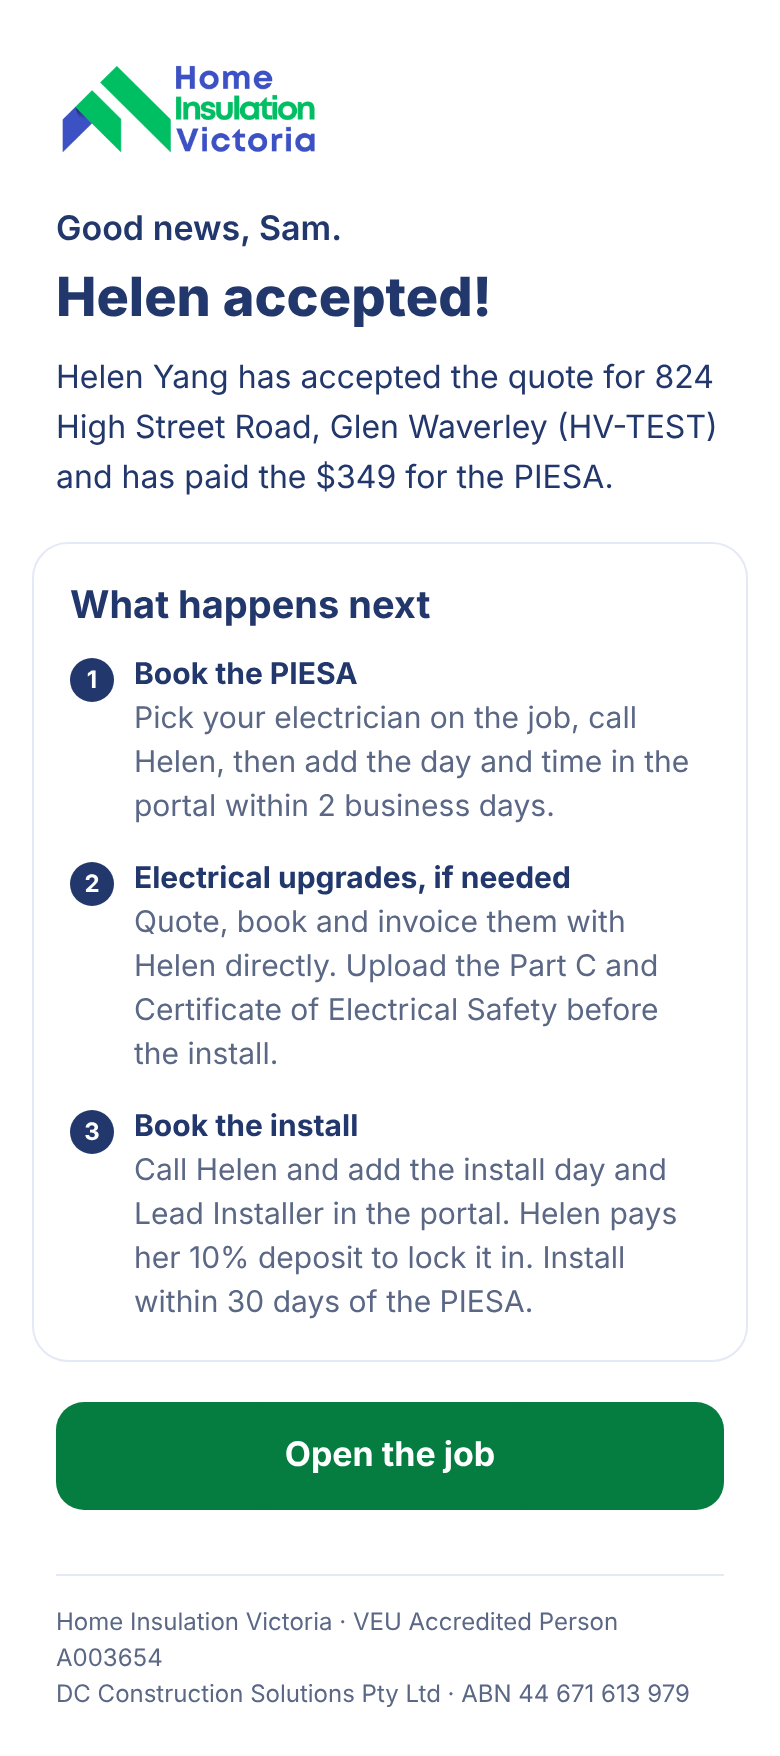 Home
Insulation
Victoria
Good news, Sam.
Helen accepted!
Helen Yang has accepted the quote for 824
High Street Road, Glen Waverley (HV-TEST)
and has paid the $349 for the PIESA.
What happens next
1 Book the PIESA
Pick your electrician on the job, call
Helen, then add the day and time in the
portal within 2 business days.
2 Electrical upgrades, if needed
Quote, book and invoice them with
Helen directly. Upload the Part C and
Certificate of Electrical Safety before
the install.
3 Book the install
Call Helen and add the install day and
Lead Installer in the portal. Helen pays
her 10% deposit to lock it in. Install
within 30 days of the PIESA.
Open the job
Home Insulation Victoria · VEU Accredited Person
A003654
DC Construction Solutions Pty Ltd · ABN 44 671 613 979